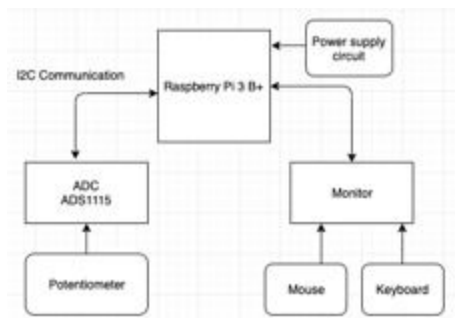 Power supply
circuit
I2C Communication
Raspberry Pi 3 B+
ADC
ADS1115
Monitor
Potentiometer
Mouse
Keyboard